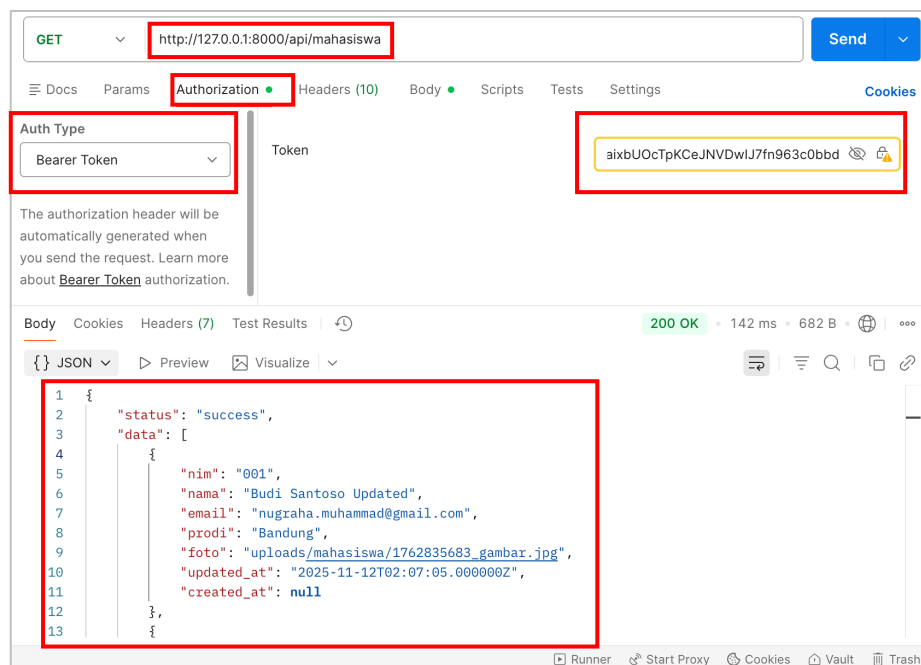 GET http://127.0.0.1:8000/api/mahasiswa Send
Docs Params Authorization Headers (10) Body Scripts Tests Settings Cookies
Auth Type
Bearer Token
Token
aixbUOcTpKCeJNVDwIJ7fn963c0bbd
The authorization header will be
automatically generated when
you send the request. Learn more
about Bearer Token authorization.
Body Cookies Headers (7) Test Results 200 OK • 142 ms • 682 B
{} JSON Preview Visualize
1 {
2 "status": "success",
3 "data": [
4 {
5 "nim": "001",
6 "nama": "Budi Santoso Updated",
7 "email": "nugraha.muhammad@gmail.com",
8 "prodi": "Bandung",
9 "foto": "uploads/mahasiswa/1762835683_gambar.jpg",
10 "updated_at": "2025-11-12T02:07:05.000000Z",
11 "created_at": null
12 },
13 {
Runner Start Proxy Cookies Vault Trash